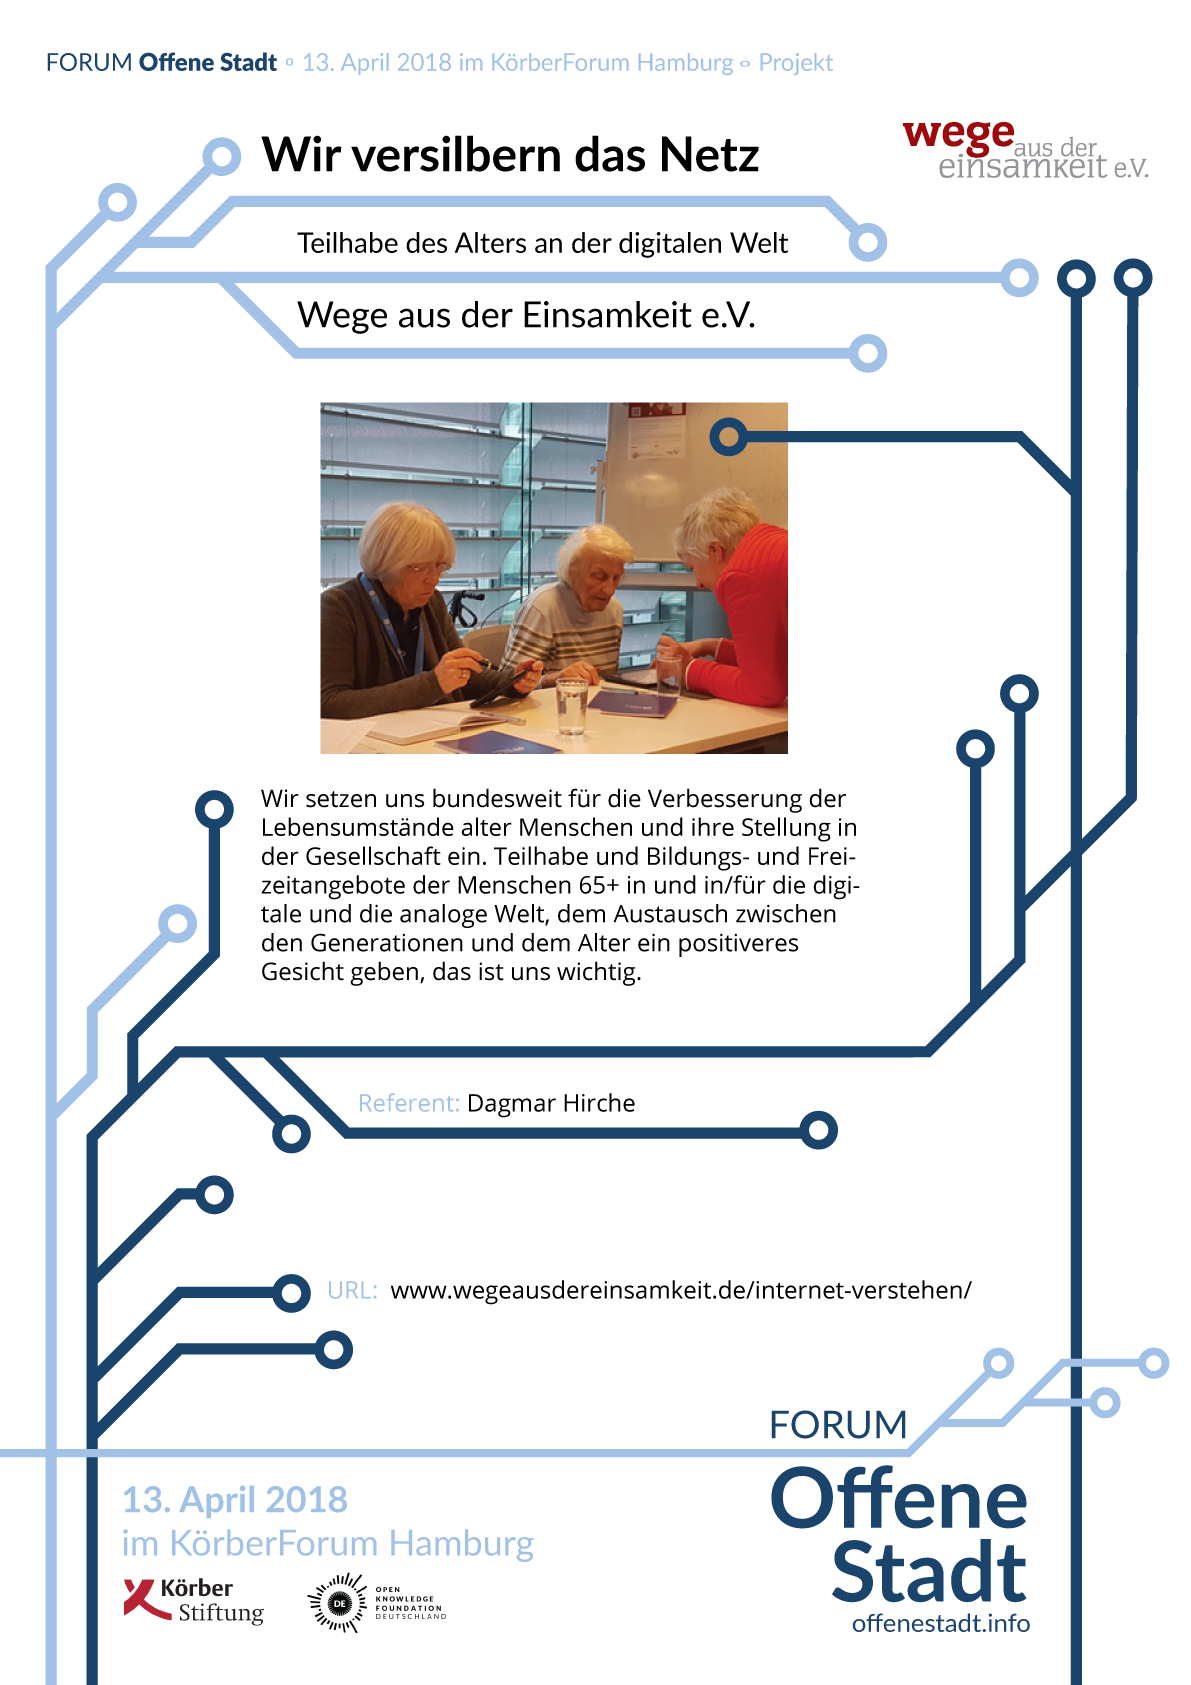 FORUM Offene Stadt ∘ 13. April 2018 im KörberForum Hamburg ∘ Projekt
Wir versilbern das Netz
wege
aus der
einsamkeit e.V.
Teilhabe des Alters an der digitalen Welt
Wege aus der Einsamkeit e.V.
Wir setzen uns bundesweit für die Verbesserung der
Lebensumstände alter Menschen und ihre Stellung in
der Gesellschaft ein. Teilhabe und Bildungs- und Frei-
zeitangebote der Menschen 65+ in und in/für die digi-
tale und die analoge Welt, dem Austausch zwischen
den Generationen und dem Alter ein positiveres
Gesicht geben, das ist uns wichtig.
Referent: Dagmar Hirche
URL: www.wegeausdereinsamkeit.de/internet-verstehen/
FORUM
Offene
Stadt
offenestadt.info
13. April 2018
im KörberForum Hamburg
Körber
Stiftung
DE
OPEN
KNOWLEDGE
FOUNDATION
DEUTSCHLAND